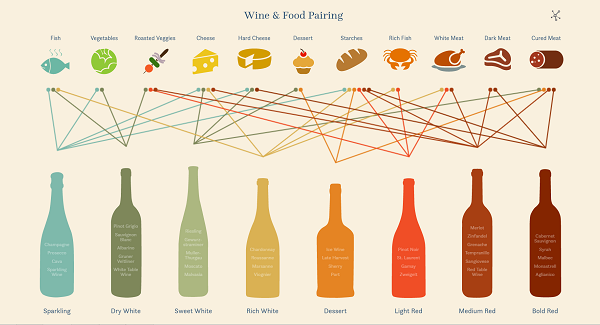 Wine & Food Pairing
Fish
Vegetables
Roasted Veggies
Cheese
Hard Cheese
Dessert
Starches
Rich Fish
White Meat
Dark Meat
Cured Meat
Champagne
Prosecco
Cava
Sparkling
Wine
Pinot Grigio
Sauvignon
Blanc
Albariño
Grüner
Veltliner
White Table
Wine
Riesling
Müller-
Thurgau
Moscato
Malvasia
Chardonnay
Roussanne
Marsanne
Viognier
Ice Wine
Late Harvest
Sherry
Port
Pinot Noir
St. Laurent
Gamay
Zweigelt
Merlot
Zinfandel
Grenache
Tempranillo
Sangiovese
Red Table
Wine
Cabernet
Sauvignon
Syrah
Malbec
Monastrell
Aglianico
Sparkling
Dry White
Sweet White
Rich White
Dessert
Light Red
Medium Red
Bold Red